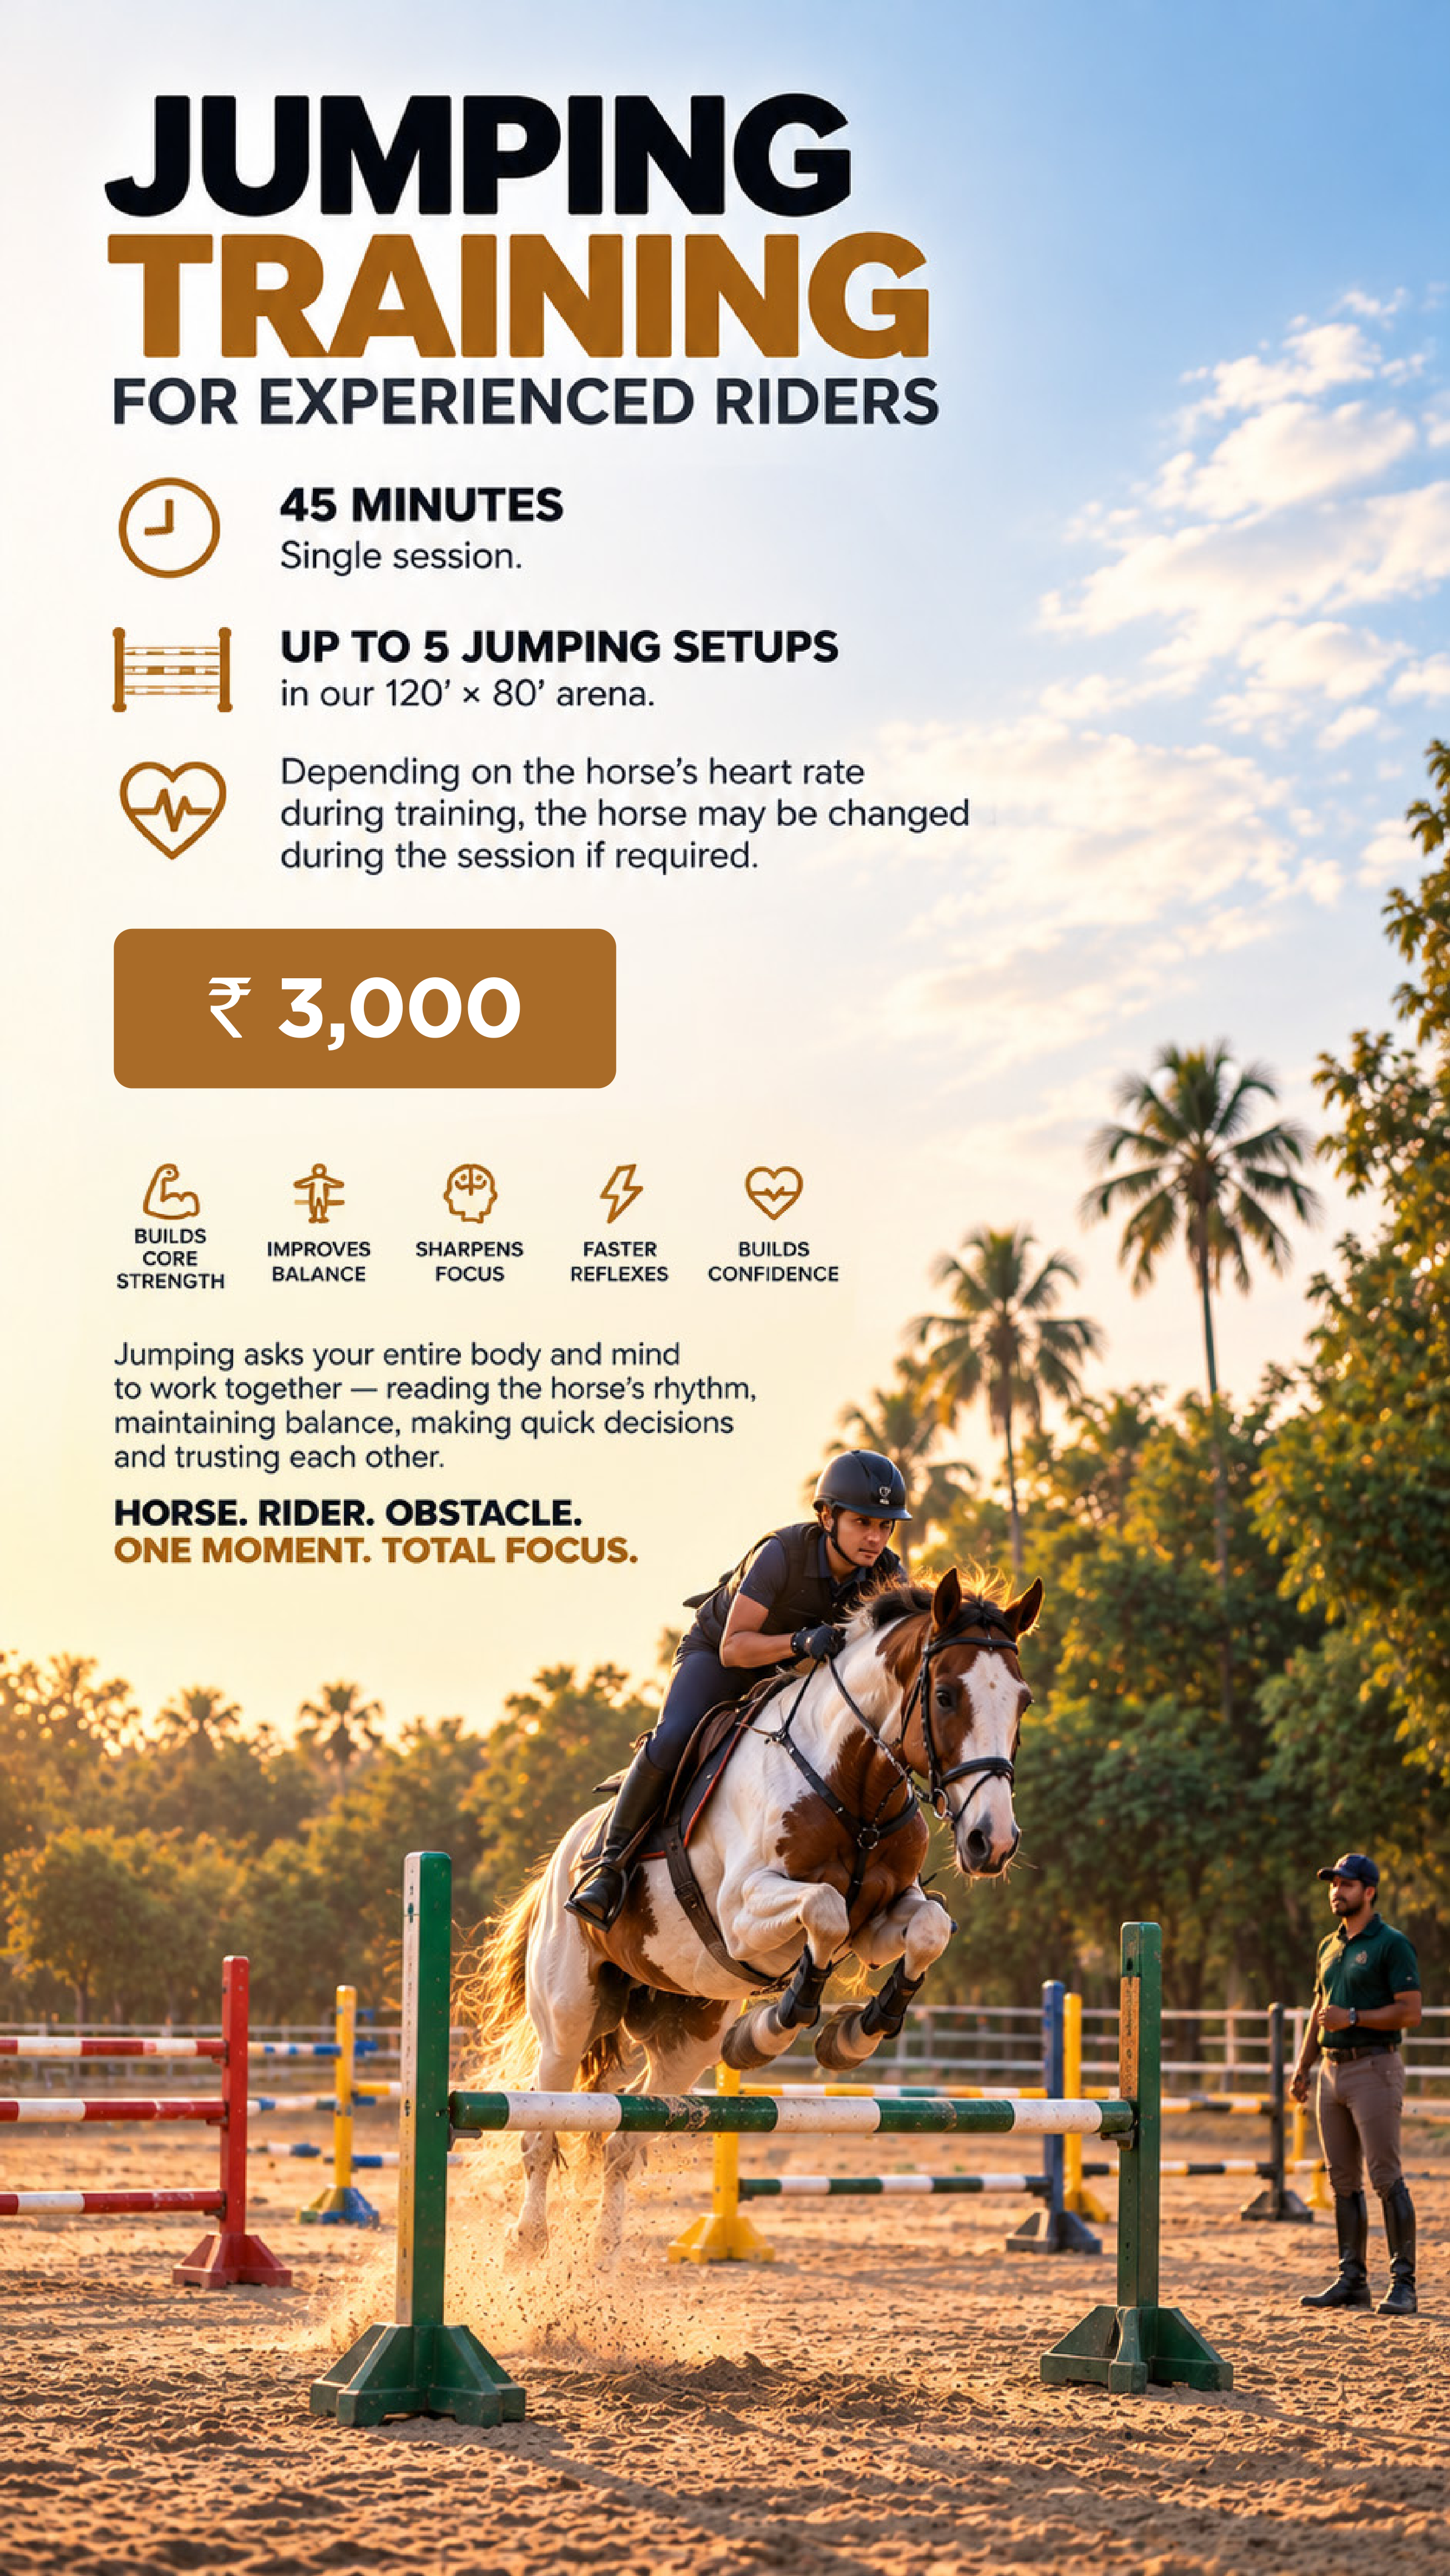 JUMPING
TRAINING
FOR EXPERIENCED RIDERS
45 MINUTES
Single session.
UP TO 5 JUMPING SETUPS
in our 120’ × 80’ arena.
Depending on the horse’s heart rate
during training, the horse may be changed
during the session if required.
₹ 3,000
BUILDS
CORE
STRENGTH
IMPROVES
BALANCE
SHARPENS
FOCUS
FASTER
REFLEXES
BUILDS
CONFIDENCE
Jumping asks your entire body and mind
to work together — reading the horse’s rhythm,
maintaining balance, making quick decisions
and trusting each other.
HORSE. RIDER. OBSTACLE.
ONE MOMENT. TOTAL FOCUS.